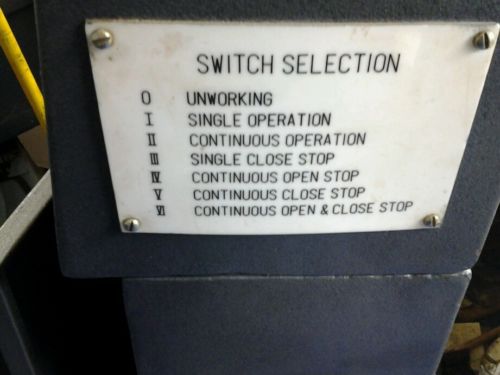 SWITCH SELECTION
0 UNWORKING
I SINGLE OPERATION
II CONTINUOUS OPERATION
III SINGLE CLOSE STOP
IV CONTINUOUS OPEN STOP
V CONTINUOUS CLOSE STOP
VI CONTINUOUS OPEN & CLOSE STOP